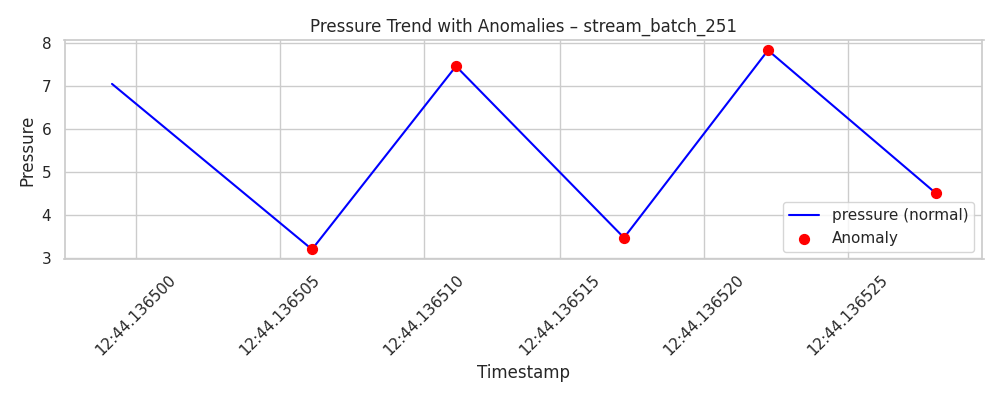 Pressure Trend with Anomalies – stream_batch_251
Pressure
8
7
6
5
4
3
pressure (normal)
Anomaly
12:44.136500
12:44.136505
12:44.136510
12:44.136515
12:44.136520
12:44.136525
Timestamp